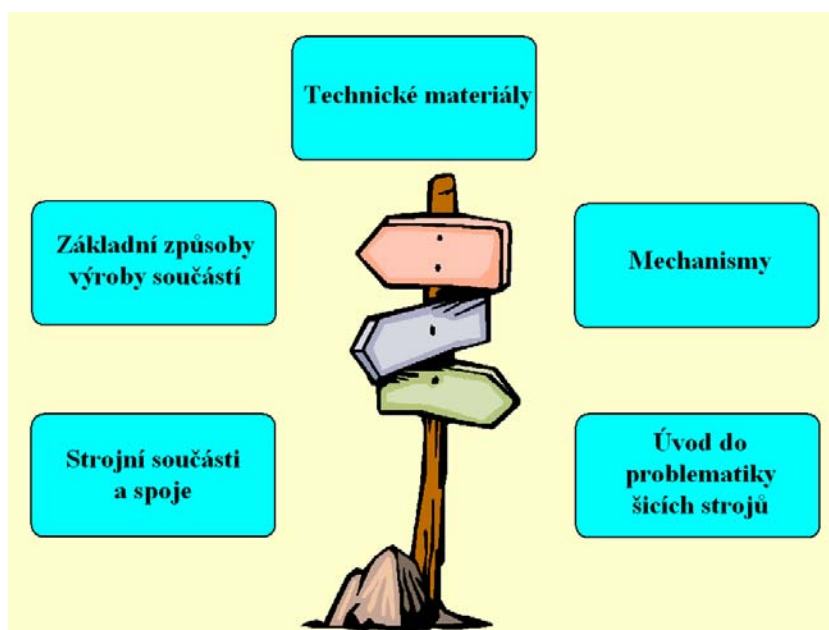 Technické materiály
Základní způsoby
výroby součástí
Mechanismy
Strojní součásti
a spoje
Úvod do
problematiky
šicích strojů